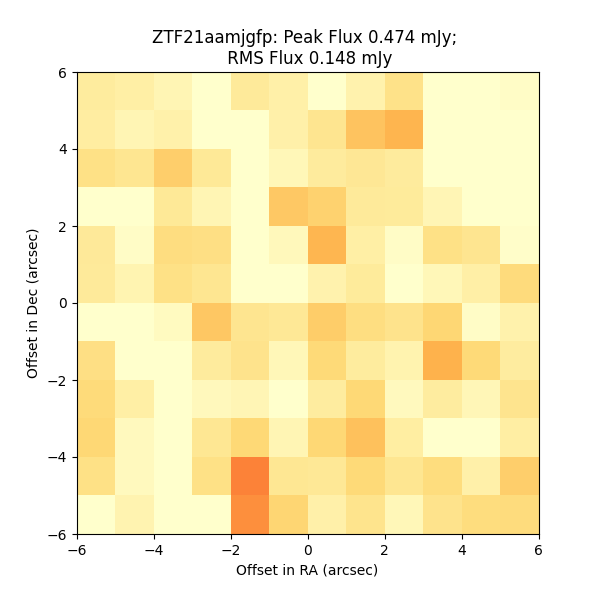 ZTF21aamjgfp: Peak Flux 0.474 mJy;
RMS Flux 0.148 mJy
6
4
2
0
−2
−4
−6
Offset in Dec (arcsec)
−6 −4 −2 0 2 4 6
Offset in RA (arcsec)